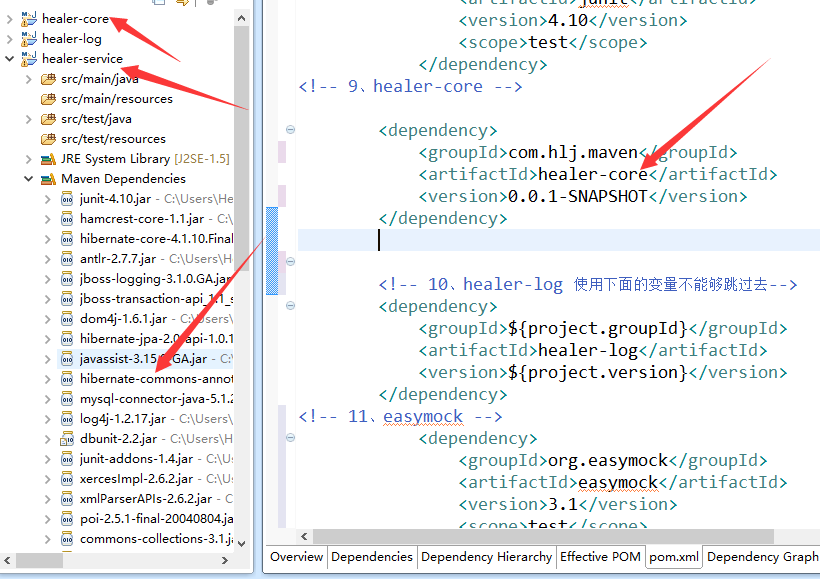 healer-core
healer-log
healer-service
src/main/java
src/main/resources
src/test/java
src/test/resources
JRE System Library [J2SE-1.5]
Maven Dependencies
junit-4.10.jar - C:\Users\He
hamcrest-core-1.1.jar - C:\
hibernate-core-4.1.10.Final
antlr-2.7.7.jar - C:\Users\He
jboss-logging-3.1.0.GA.jar
jboss-transaction-api_1.1_s
dom4j-1.6.1.jar - C:\Users\H
hibernate-jpa-2.0-api-1.0.1
javassist-3.15.0.GA.jar - C:
hibernate-commons-annot
mysql-connector-java-5.1.2
log4j-1.2.17.jar - C:\Users\
dbunit-2.2.jar - C:\Users\H
junit-addons-1.4.jar - C:\U
xercesImpl-2.6.2.jar - C:\Us
xmlParserAPIs-2.6.2.jar - C
poi-2.5.1-final-20040804.ja
commons-collections-3.1.ja
<artifactId>junit</artifactId>
<version>4.10</version>
<scope>test</scope>
</dependency>
<!-- 9、healer-core -->
<dependency>
<groupId>com.hlj.maven</groupId>
<artifactId>healer-core</artifactId>
<version>0.0.1-SNAPSHOT</version>
</dependency>
<!-- 10、healer-log 使用下面的变量不能够跳过去-->
<dependency>
<groupId>${project.groupId}</groupId>
<artifactId>healer-log</artifactId>
<version>${project.version}</version>
</dependency>
<!-- 11、easymock -->
<dependency>
<groupId>org.easymock</groupId>
<artifactId>easymock</artifactId>
<version>3.1</version>
<scope>test</scope>
Overview Dependencies Dependency Hierarchy Effective POM pom.xml Dependency Graph